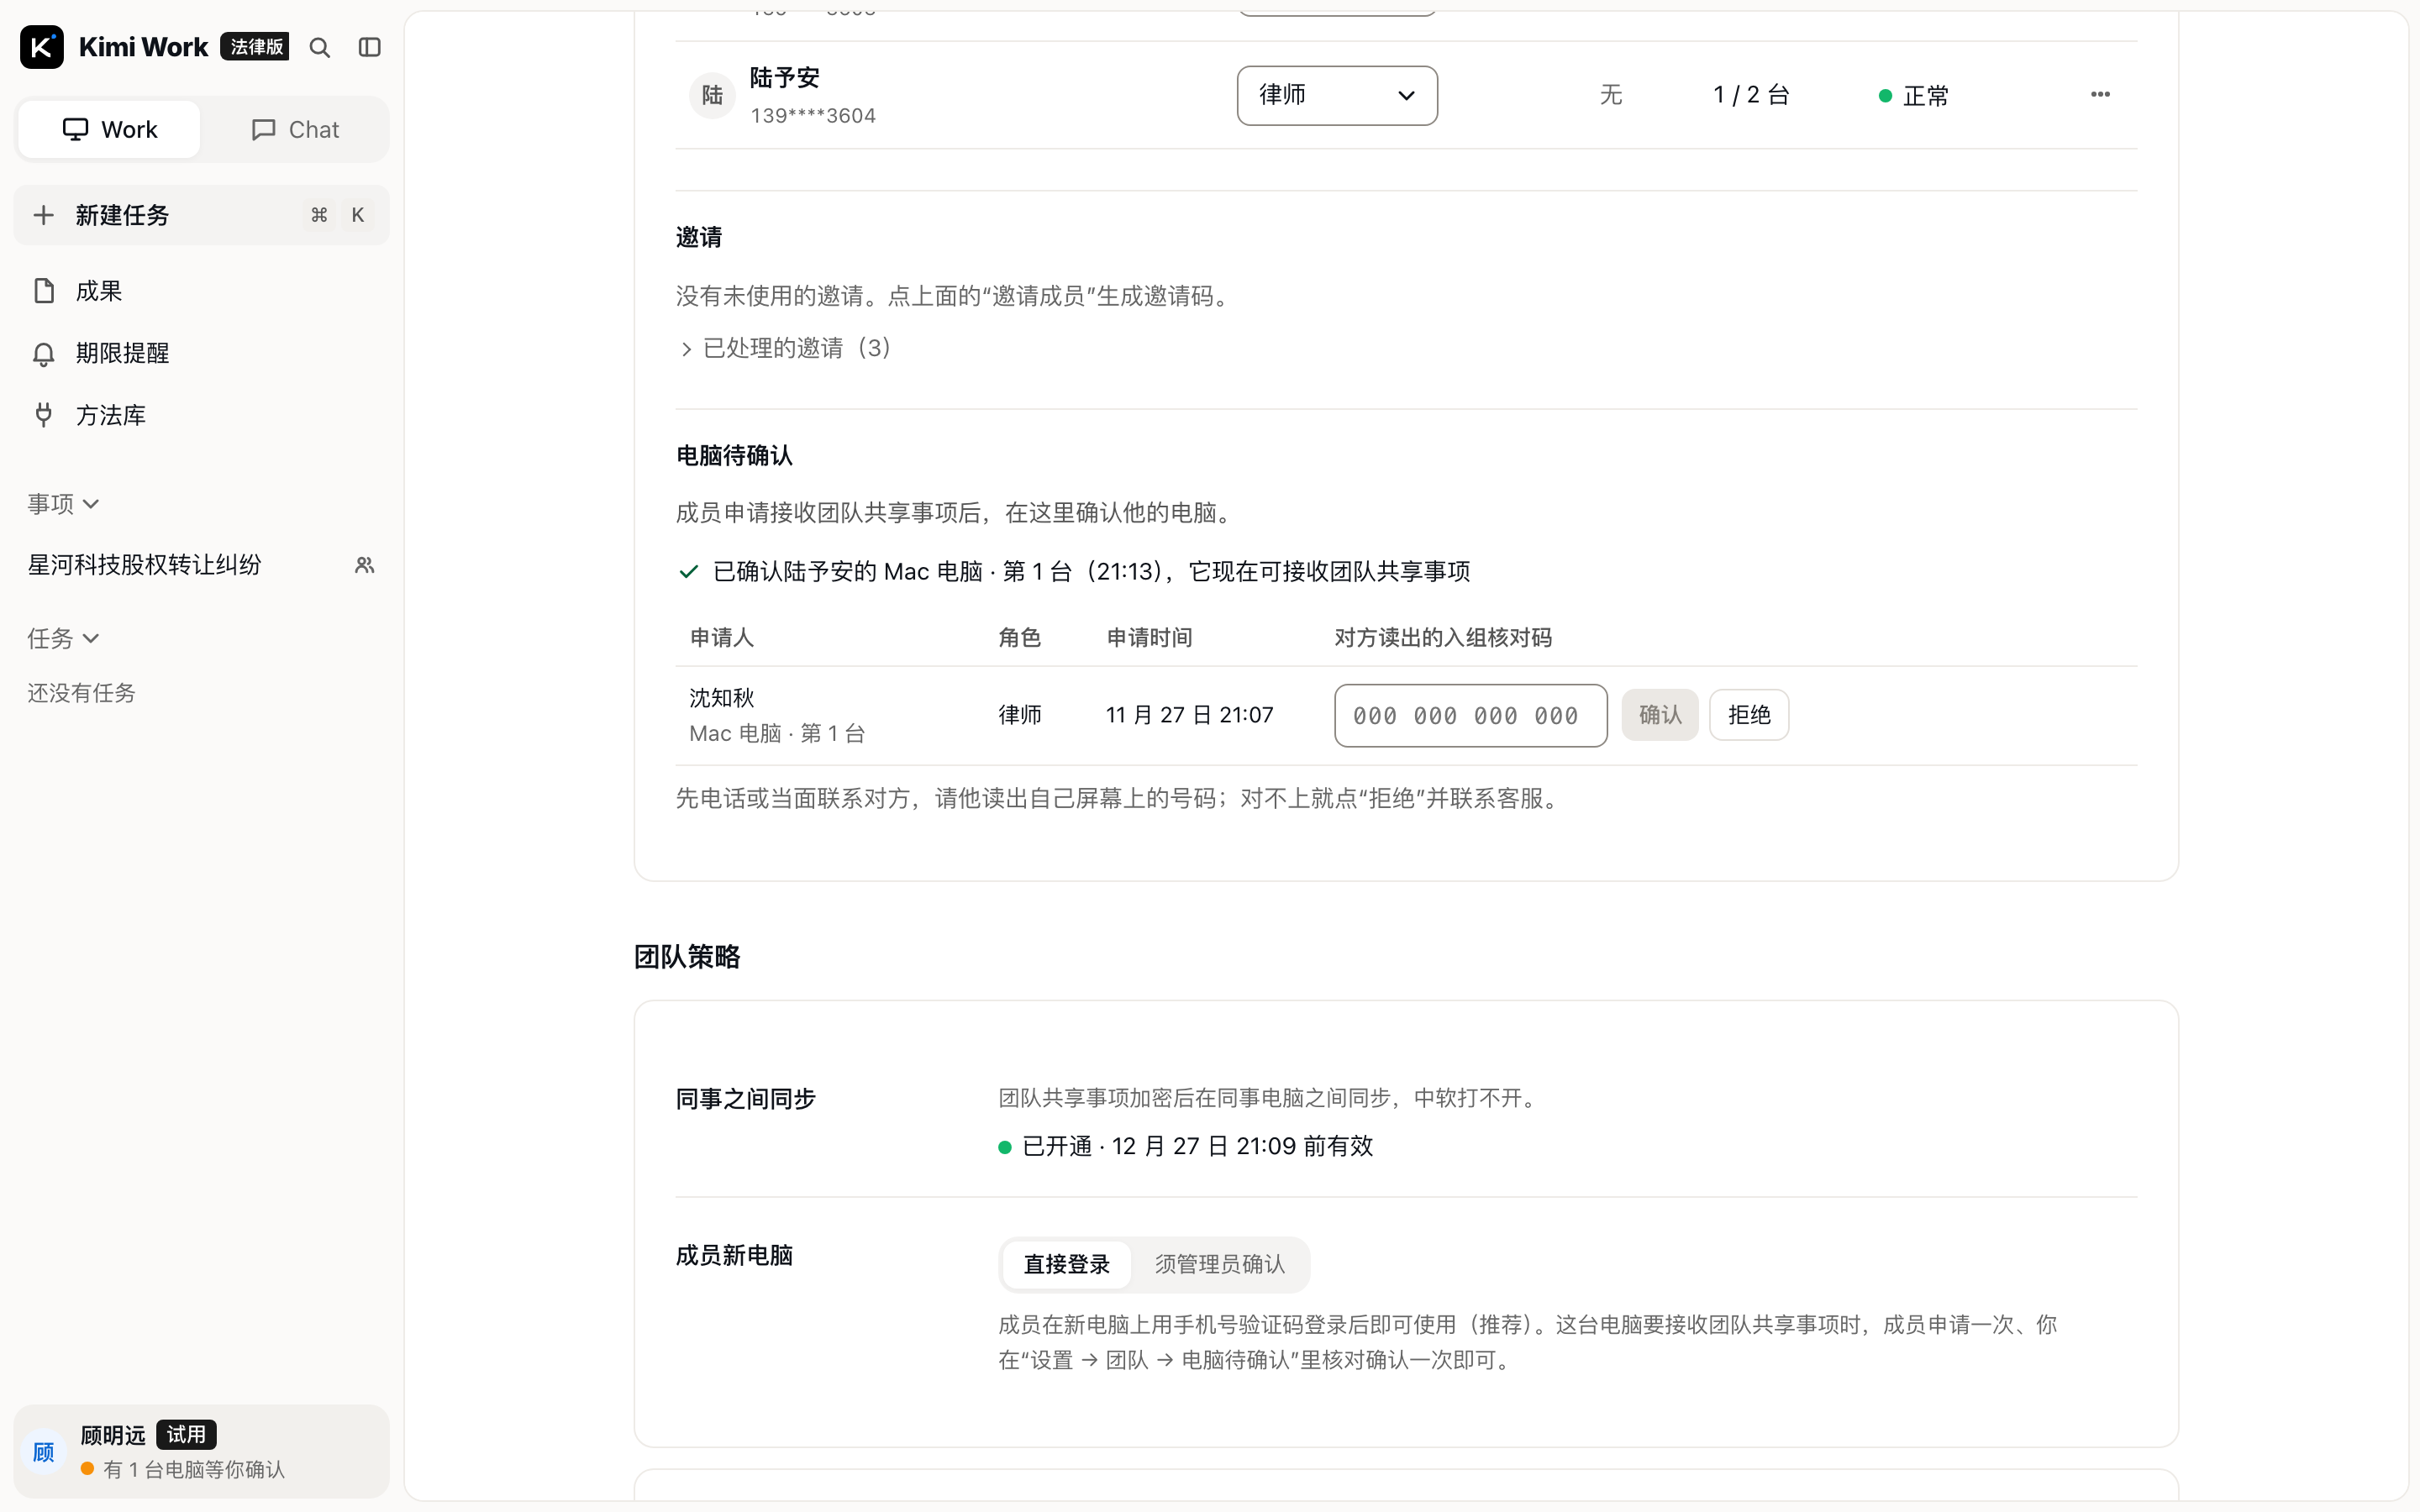 Kimi Work 法律版
Work
Chat
新建任务 ⌘ K
成果
期限提醒
方法库
事项
星河科技股权转让纠纷
任务
还没有任务
顾
顾明远 试用
有 1 台电脑等你确认
陆
陆予安
139****3604
律师
无
1 / 2 台
正常
邀请
没有未使用的邀请。点上面的“邀请成员”生成邀请码。
已处理的邀请（3）
电脑待确认
成员申请接收团队共享事项后，在这里确认他的电脑。
已确认陆予安的 Mac 电脑 · 第 1 台（21:13），它现在可接收团队共享事项
申请人 角色 申请时间 对方读出的入组核对码
沈知秋
Mac 电脑 · 第 1 台
律师
11 月 27 日 21:07
000 000 000 000
确认
拒绝
先电话或当面联系对方，请他读出自己屏幕上的号码；对不上就点“拒绝”并联系客服。
团队策略
同事之间同步
团队共享事项加密后在同事电脑之间同步，中软打不开。
已开通 · 12 月 27 日 21:09 前有效
成员新电脑
直接登录
须管理员确认
成员在新电脑上用手机号验证码登录后即可使用（推荐）。这台电脑要接收团队共享事项时，成员申请一次、你
在“设置 → 团队 → 电脑待确认”里核对确认一次即可。